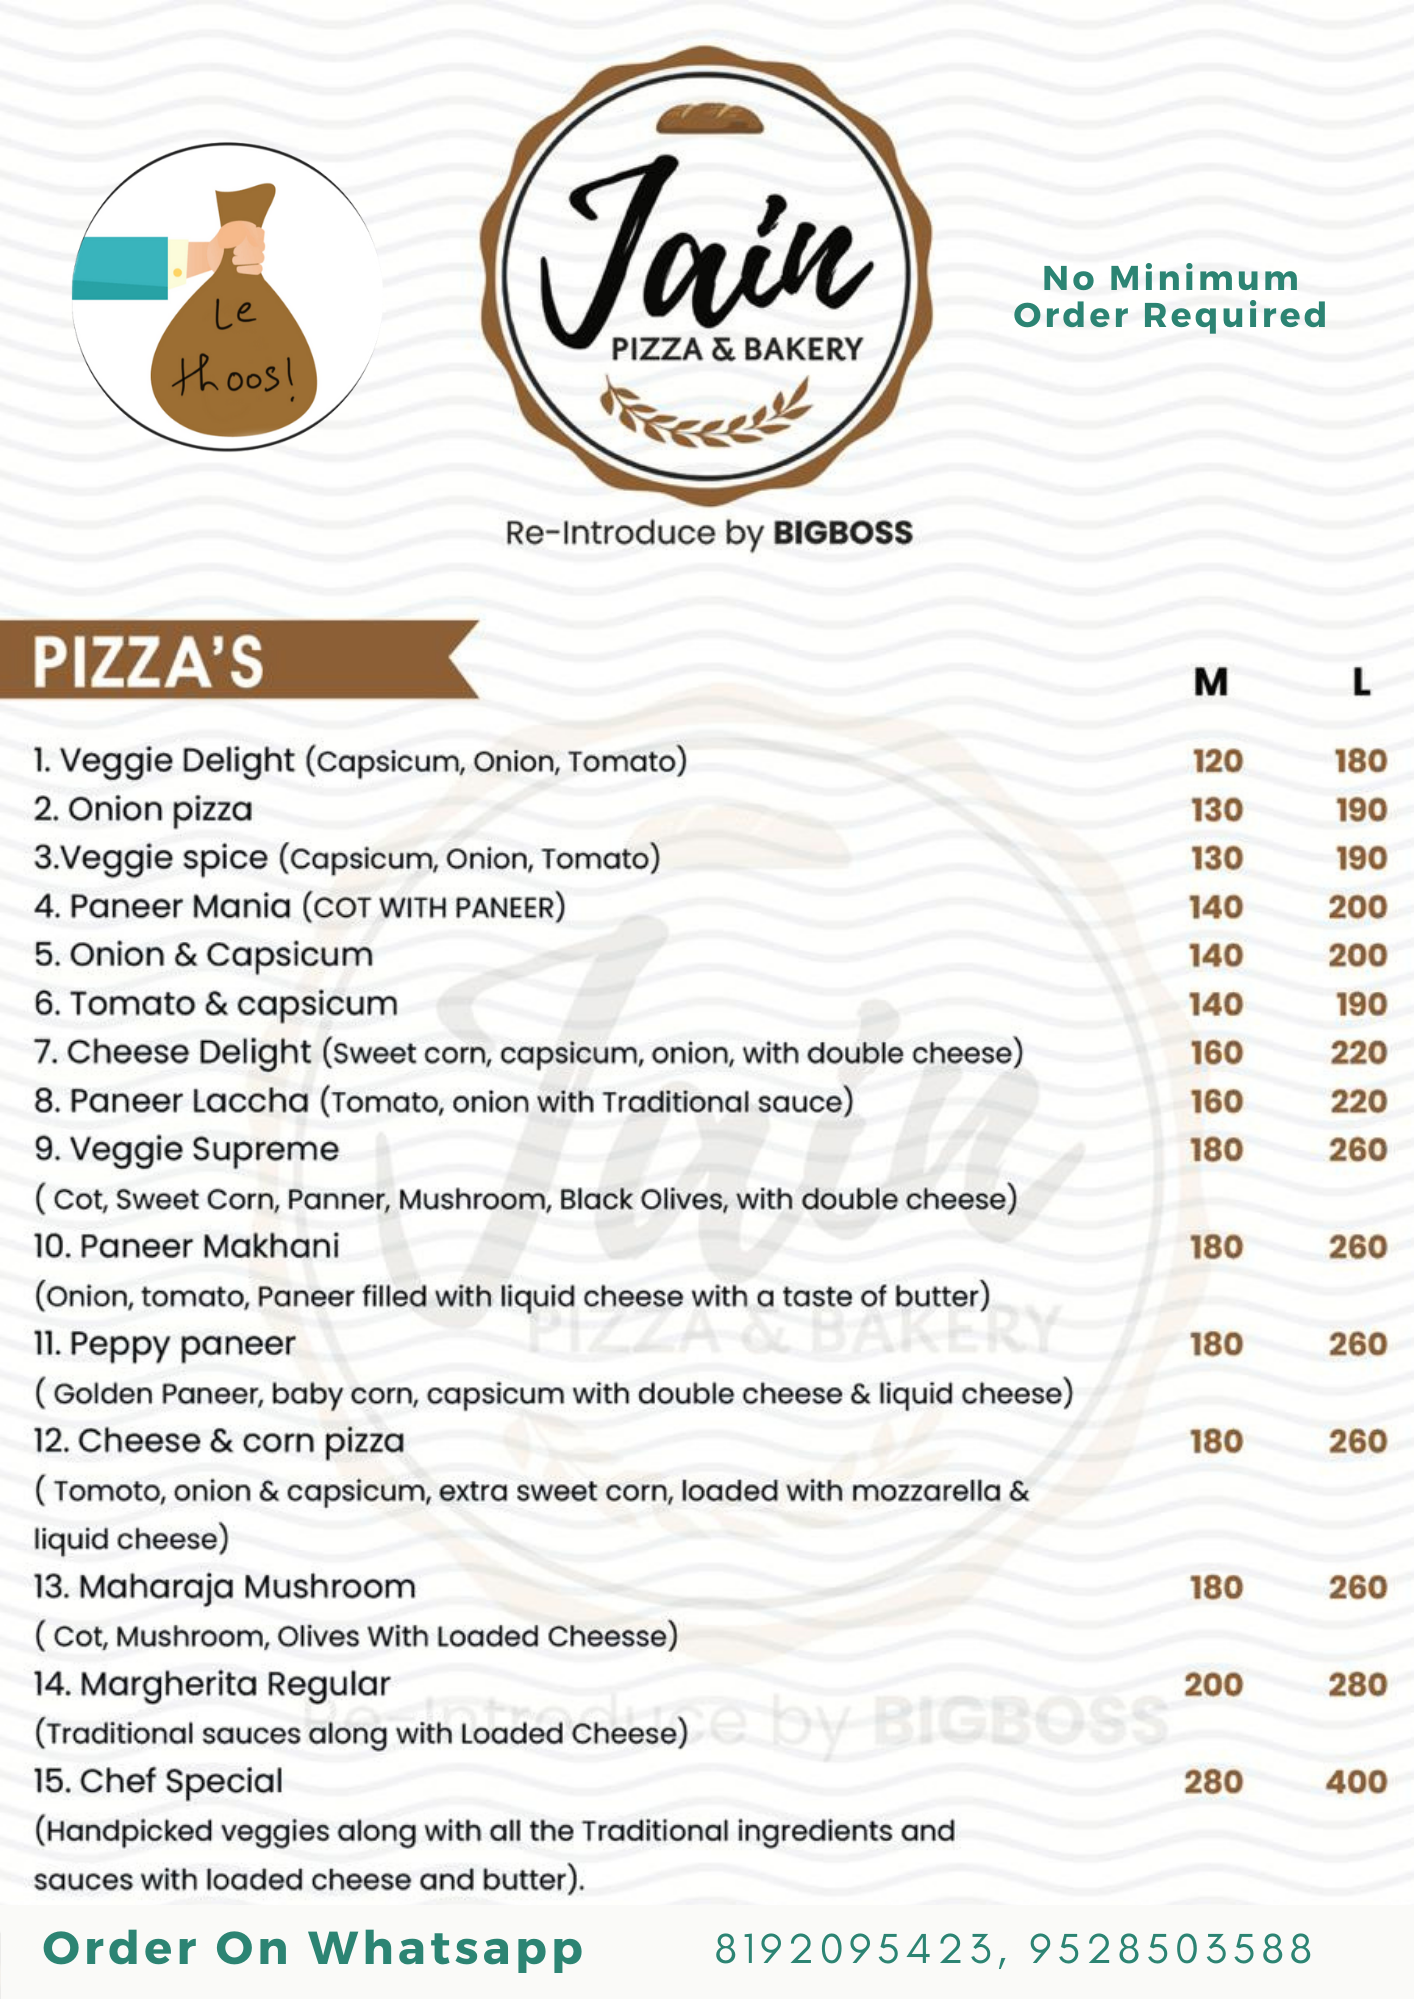 Le
thoos!
Jain
PIZZA & BAKERY
No Minimum
Order Required
Re-Introduce by BIGBOSS
PIZZA'S
M L
1. Veggie Delight (Capsicum, Onion, Tomato) 120 180
2. Onion pizza 130 190
3.Veggie spice (Capsicum, Onion, Tomato) 130 190
4. Paneer Mania (COT WITH PANEER) 140 200
5. Onion & Capsicum 140 200
6. Tomato & capsicum 140 190
7. Cheese Delight (Sweet corn, capsicum, onion, with double cheese) 160 220
8. Paneer Laccha (Tomato, onion with Traditional sauce) 160 220
9. Veggie Supreme 180 260
( Cot, Sweet Corn, Panner, Mushroom, Black Olives, with double cheese)
10. Paneer Makhani 180 260
(Onion, tomato, Paneer filled with liquid cheese with a taste of butter)
11. Peppy paneer 180 260
( Golden Paneer, baby corn, capsicum with double cheese & liquid cheese)
12. Cheese & corn pizza 180 260
( Tomoto, onion & capsicum, extra sweet corn, loaded with mozzarella &
liquid cheese)
13. Maharaja Mushroom 180 260
( Cot, Mushroom, Olives With Loaded Cheesse)
14. Margherita Regular 200 280
(Traditional sauces along with Loaded Cheese)
15. Chef Special 280 400
(Handpicked veggies along with all the Traditional ingredients and
sauces with loaded cheese and butter).
Jain
PIZZA & BAKERY
Re-Introduce by BIGBOSS
Order On Whatsapp 8192095423, 9528503588